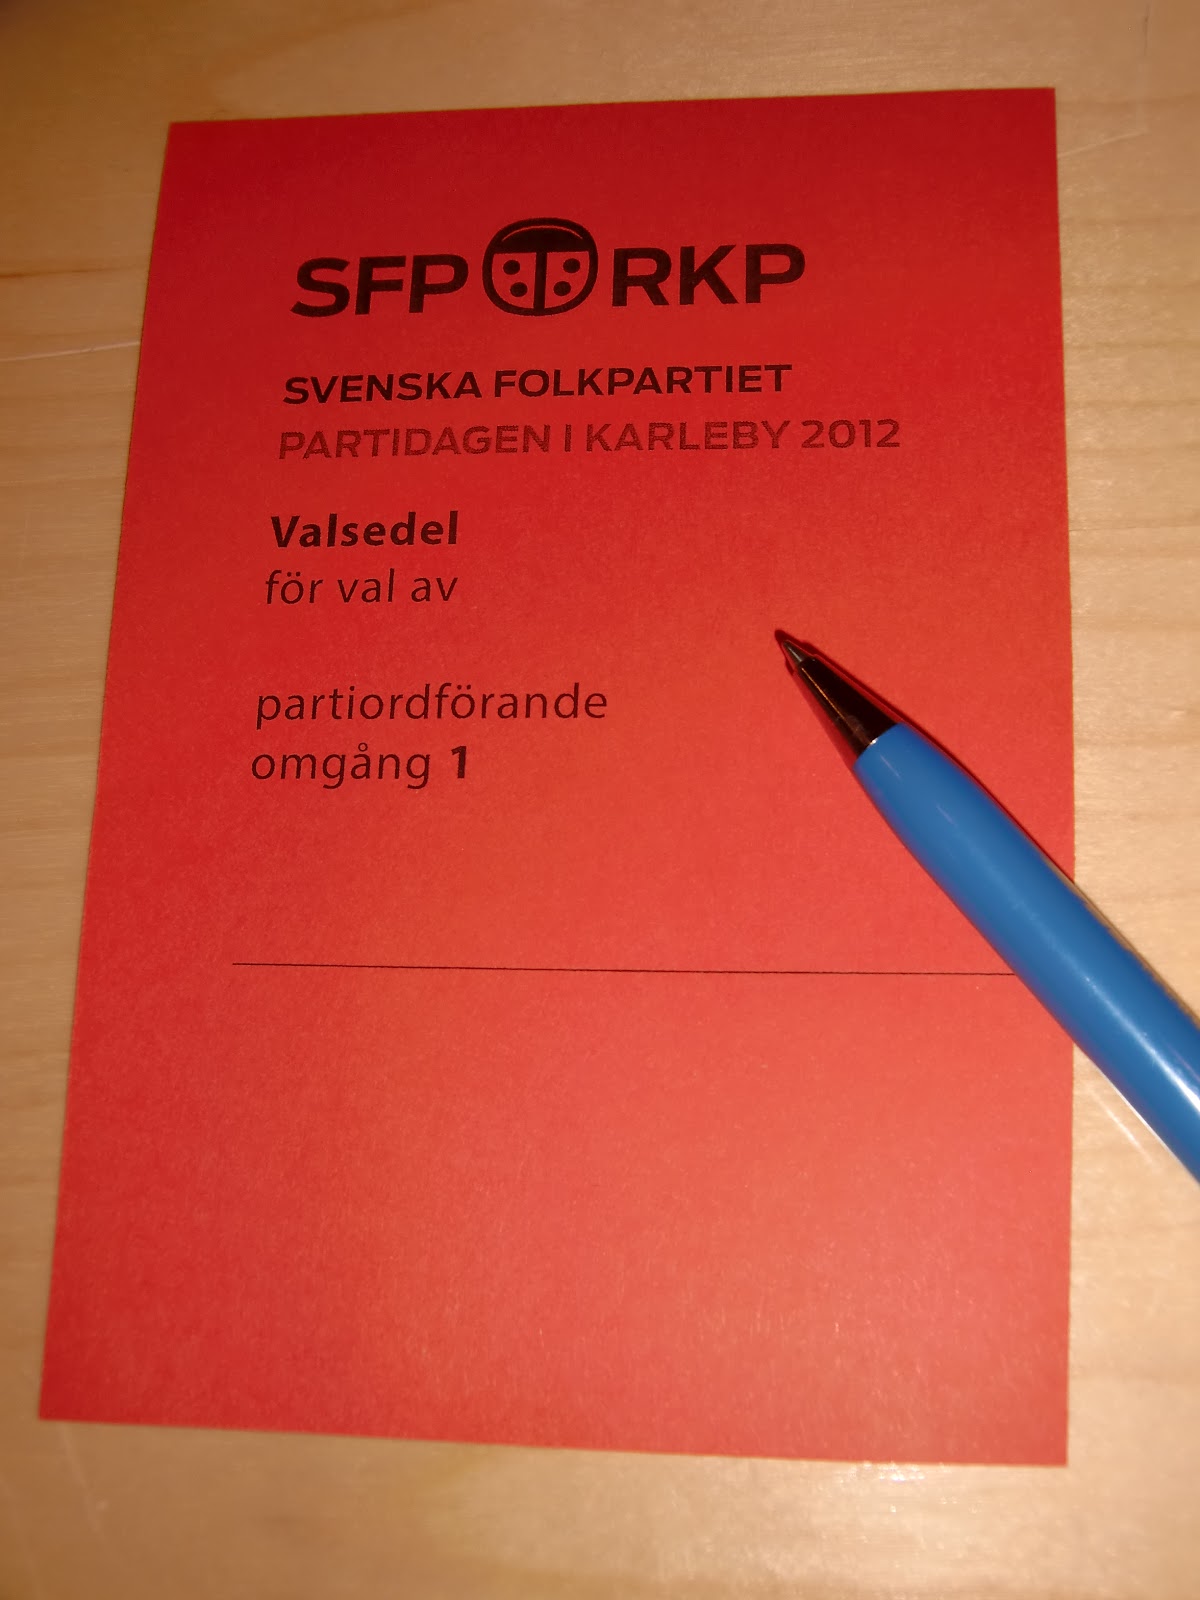 SFP RKP
SVENSKA FOLKPARTIET
PARTIDAGEN I KARLEBY 2012
Valsedel
för val av
partiordförande
omgång 1